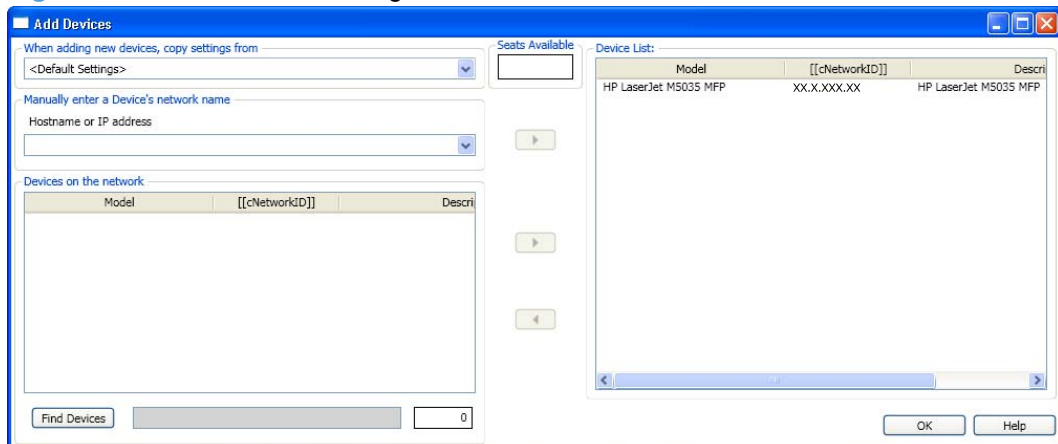 Add Devices
When adding new devices, copy settings from
<Default Settings>
Manually enter a Device's network name
Hostname or IP address
Devices on the network
Model [[cNetworkID]] Descri
Find Devices 0
Seats Available
Device List:
Model [[cNetworkID]] Descri
HP LaserJet M5035 MFP XX.X.XXX.XX HP LaserJet M5035 MFP
OK Help